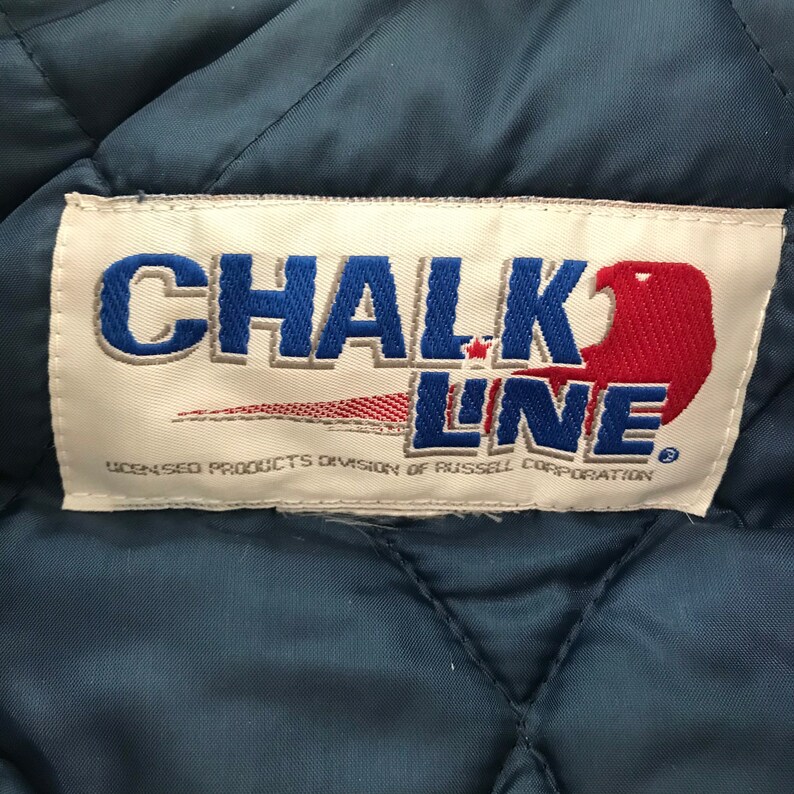 CHALK
LINE®
LICENSED PRODUCTS DIVISION OF RUSSELL CORPORATION